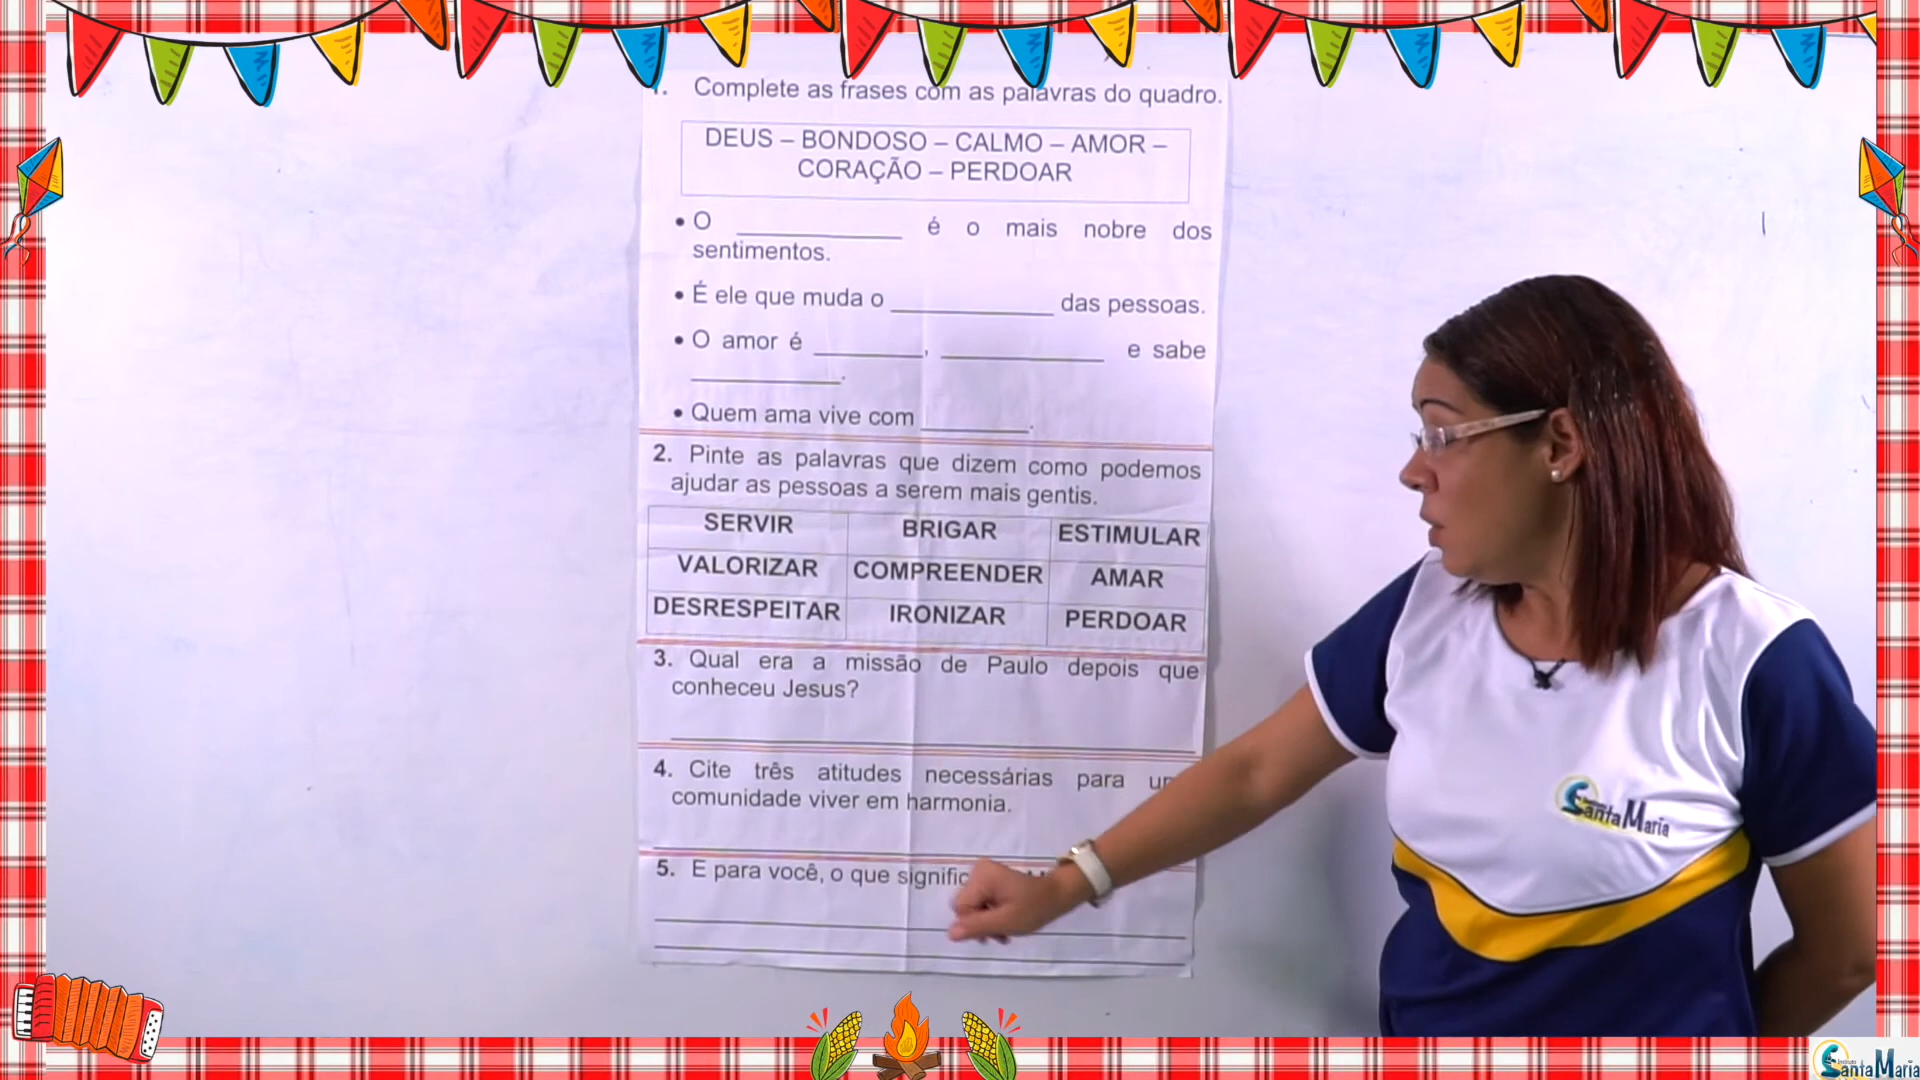 . Complete as frases com as palavras do quadro.
DEUS – BONDOSO – CALMO – AMOR –
CORAÇÃO – PERDOAR
• O ____________ é o mais nobre dos
sentimentos.
• É ele que muda o ____________ das pessoas.
• O amor é ________, ____________ e sabe
___________.
• Quem ama vive com ________.
2. Pinte as palavras que dizem como podemos
ajudar as pessoas a serem mais gentis.
SERVIR BRIGAR ESTIMULAR
VALORIZAR COMPREENDER AMAR
DESRESPEITAR IRONIZAR PERDOAR
3. Qual era a missão de Paulo depois que
conheceu Jesus?
4. Cite três atitudes necessárias para
comunidade viver em harmonia.
5. E para você, o que
Santa Maria
Instituto
Santa Maria